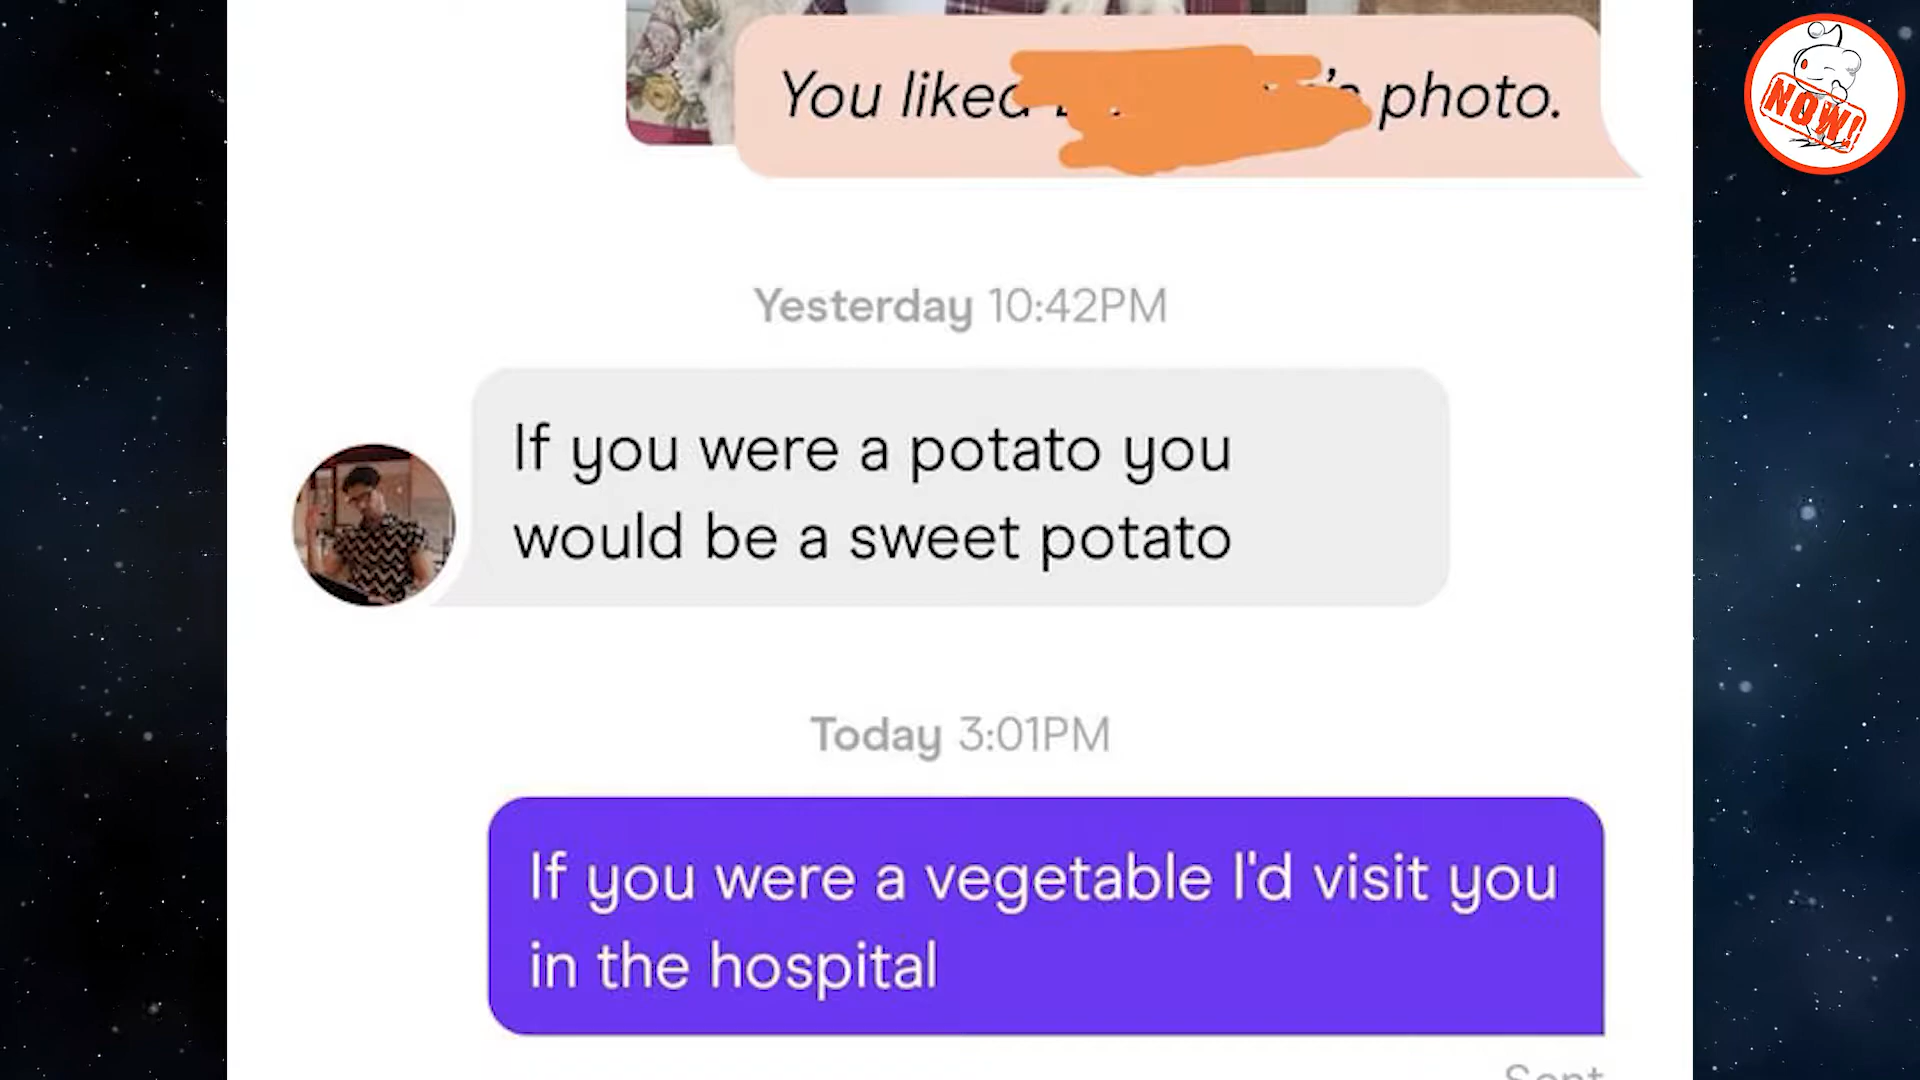 You liked photo.
NOW!
Yesterday 10:42PM
If you were a potato you
would be a sweet potato
Today 3:01PM
If you were a vegetable I'd visit you
in the hospital
Sent